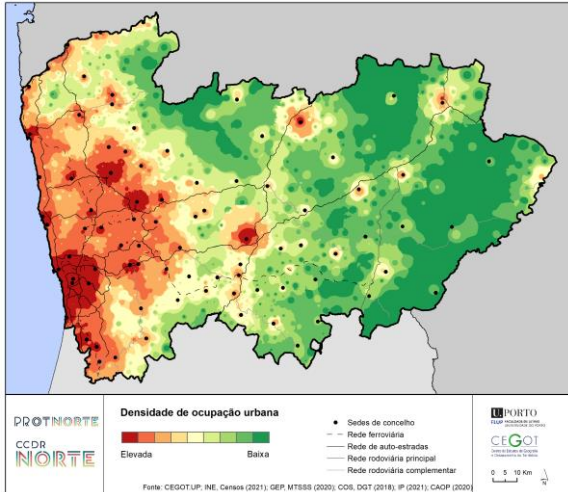 PROTNORTE
CCDR
NORTE
Densidade de ocupação urbana
Elevada Baixa
Sedes de concelho
Rede ferroviária
Rede de auto-estradas
Rede rodoviária principal
Rede rodoviária complementar
U.PORTO
FLUP
CEGOT
0 5 10 Km
Fonte: CEGOT.UP; INE, Censos (2021); GEP, MTSSS (2020); COS, DGT (2018); IP (2021); CAOP (2020)